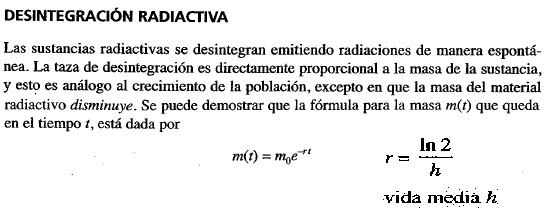 DESINTEGRACIÓN RADIACTIVA
Las sustancias radiactivas se desintegran emitiendo radiaciones de manera espontá-
nea. La taza de desintegración es directamente proporcional a la masa de la sustancia,
y esto es análogo al crecimiento de la población, excepto en que la masa del material
radiactivo disminuye. Se puede demostrar que la fórmula para la masa m(t) que queda
en el tiempo t, está dada por
m(t) = m₀e⁻ʳᵗ
r = ln 2 / h
vida media h